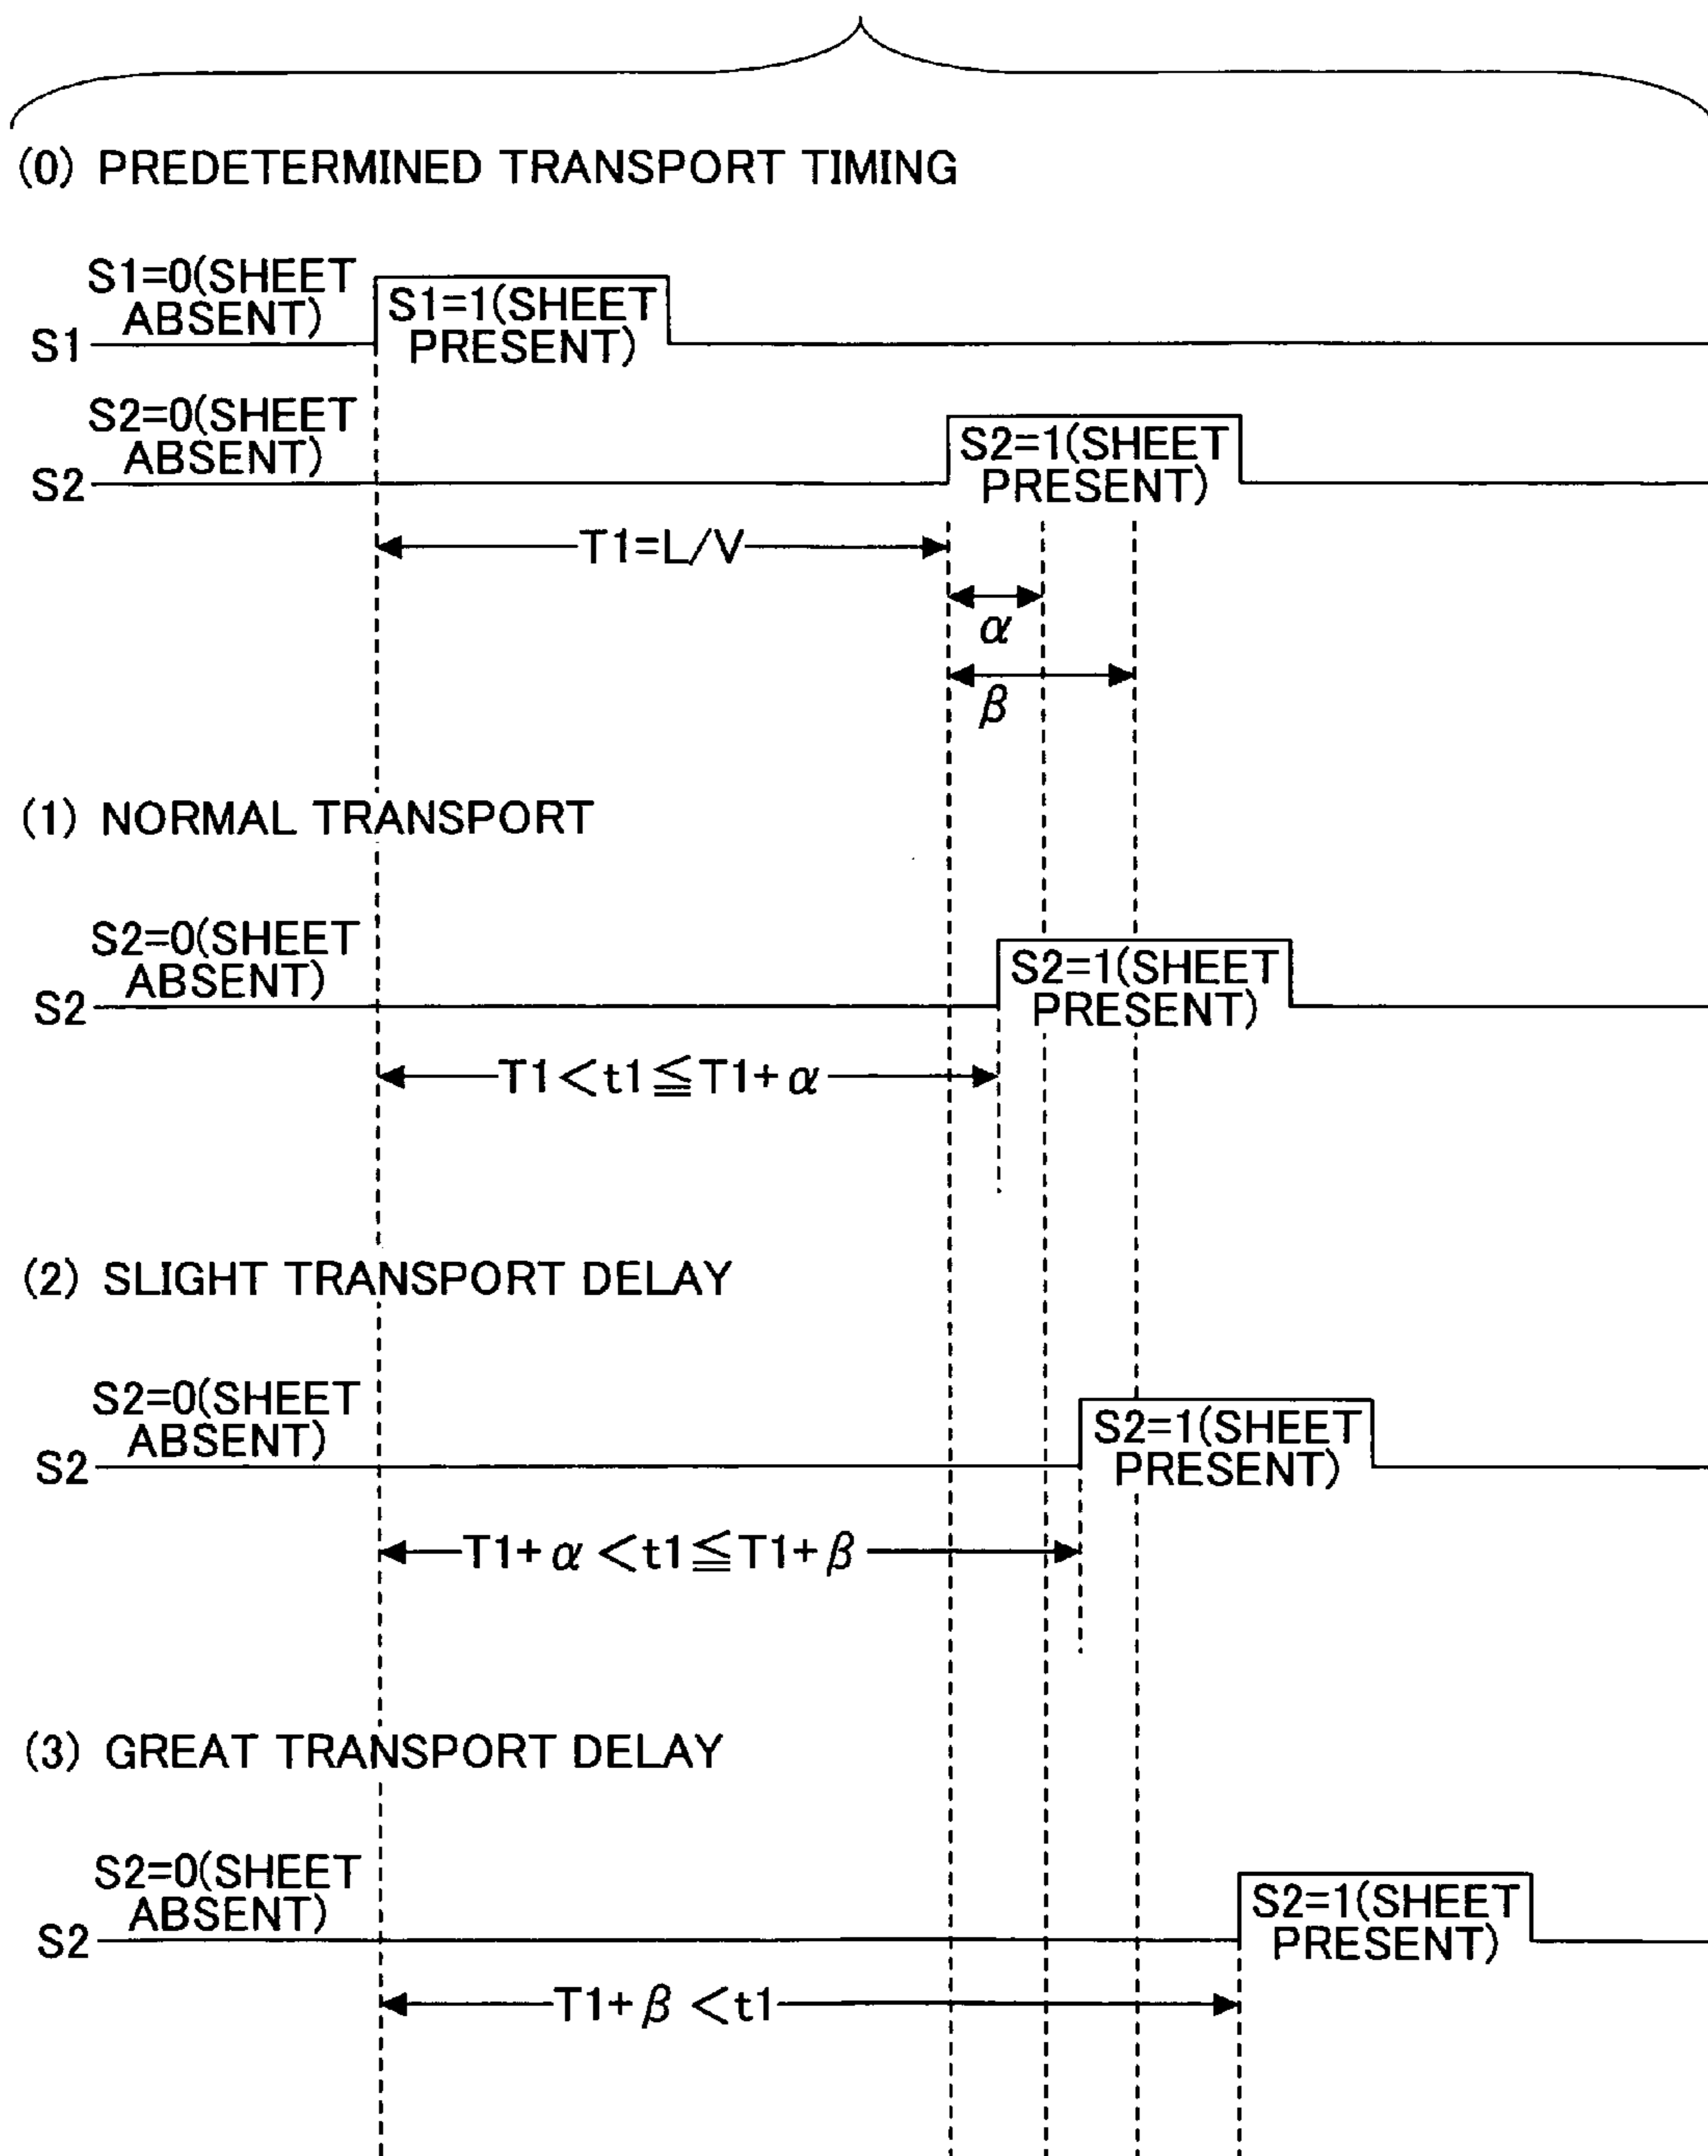 (0) PREDETERMINED TRANSPORT TIMING
S1=0(SHEET
ABSENT)
S1=1(SHEET
PRESENT)
S1
S2=0(SHEET
ABSENT)
S2=1(SHEET
PRESENT)
S2
T1=L/V
α
β
(1) NORMAL TRANSPORT
S2=0(SHEET
ABSENT)
S2=1(SHEET
PRESENT)
S2
T1<t1≦T1+α
(2) SLIGHT TRANSPORT DELAY
S2=0(SHEET
ABSENT)
S2=1(SHEET
PRESENT)
S2
T1+α<t1≦T1+β
(3) GREAT TRANSPORT DELAY
S2=0(SHEET
ABSENT)
S2=1(SHEET
PRESENT)
S2
T1+β<t1